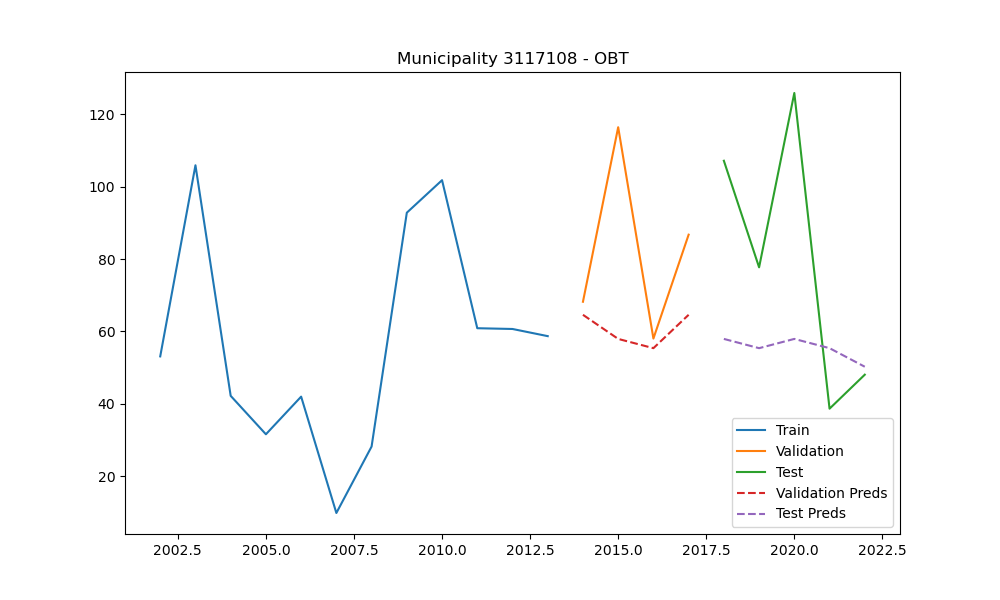 Municipality 3117108 - OBT
120
100
80
60
40
20
2002.5 2005.0 2007.5 2010.0 2012.5 2015.0 2017.5 2020.0 2022.5
Train
Validation
Test
Validation Preds
Test Preds